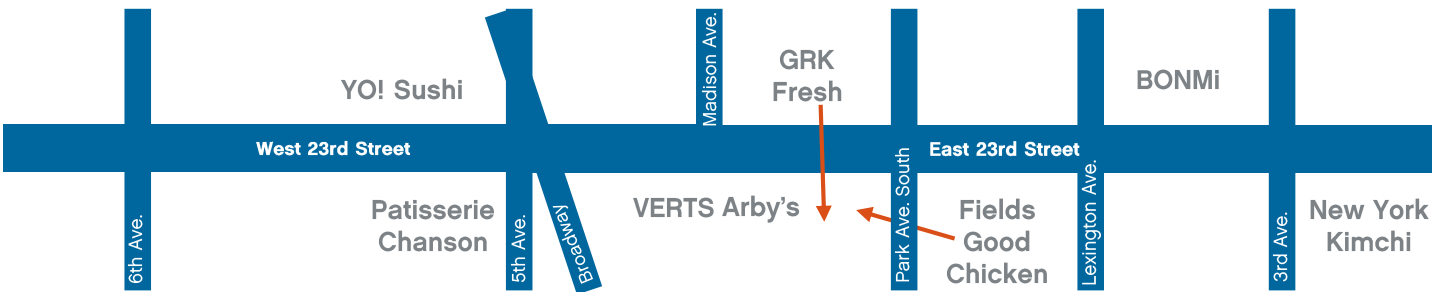 YO! Sushi
Madison Ave.
GRK
Fresh
BONMi
West 23rd Street
East 23rd Street
6th Ave.
Patisserie
Chanson
5th Ave.
Broadway
VERTS Arby's
Park Ave. South
Fields
Good
Chicken
Lexington Ave.
3rd Ave.
New York
Kimchi